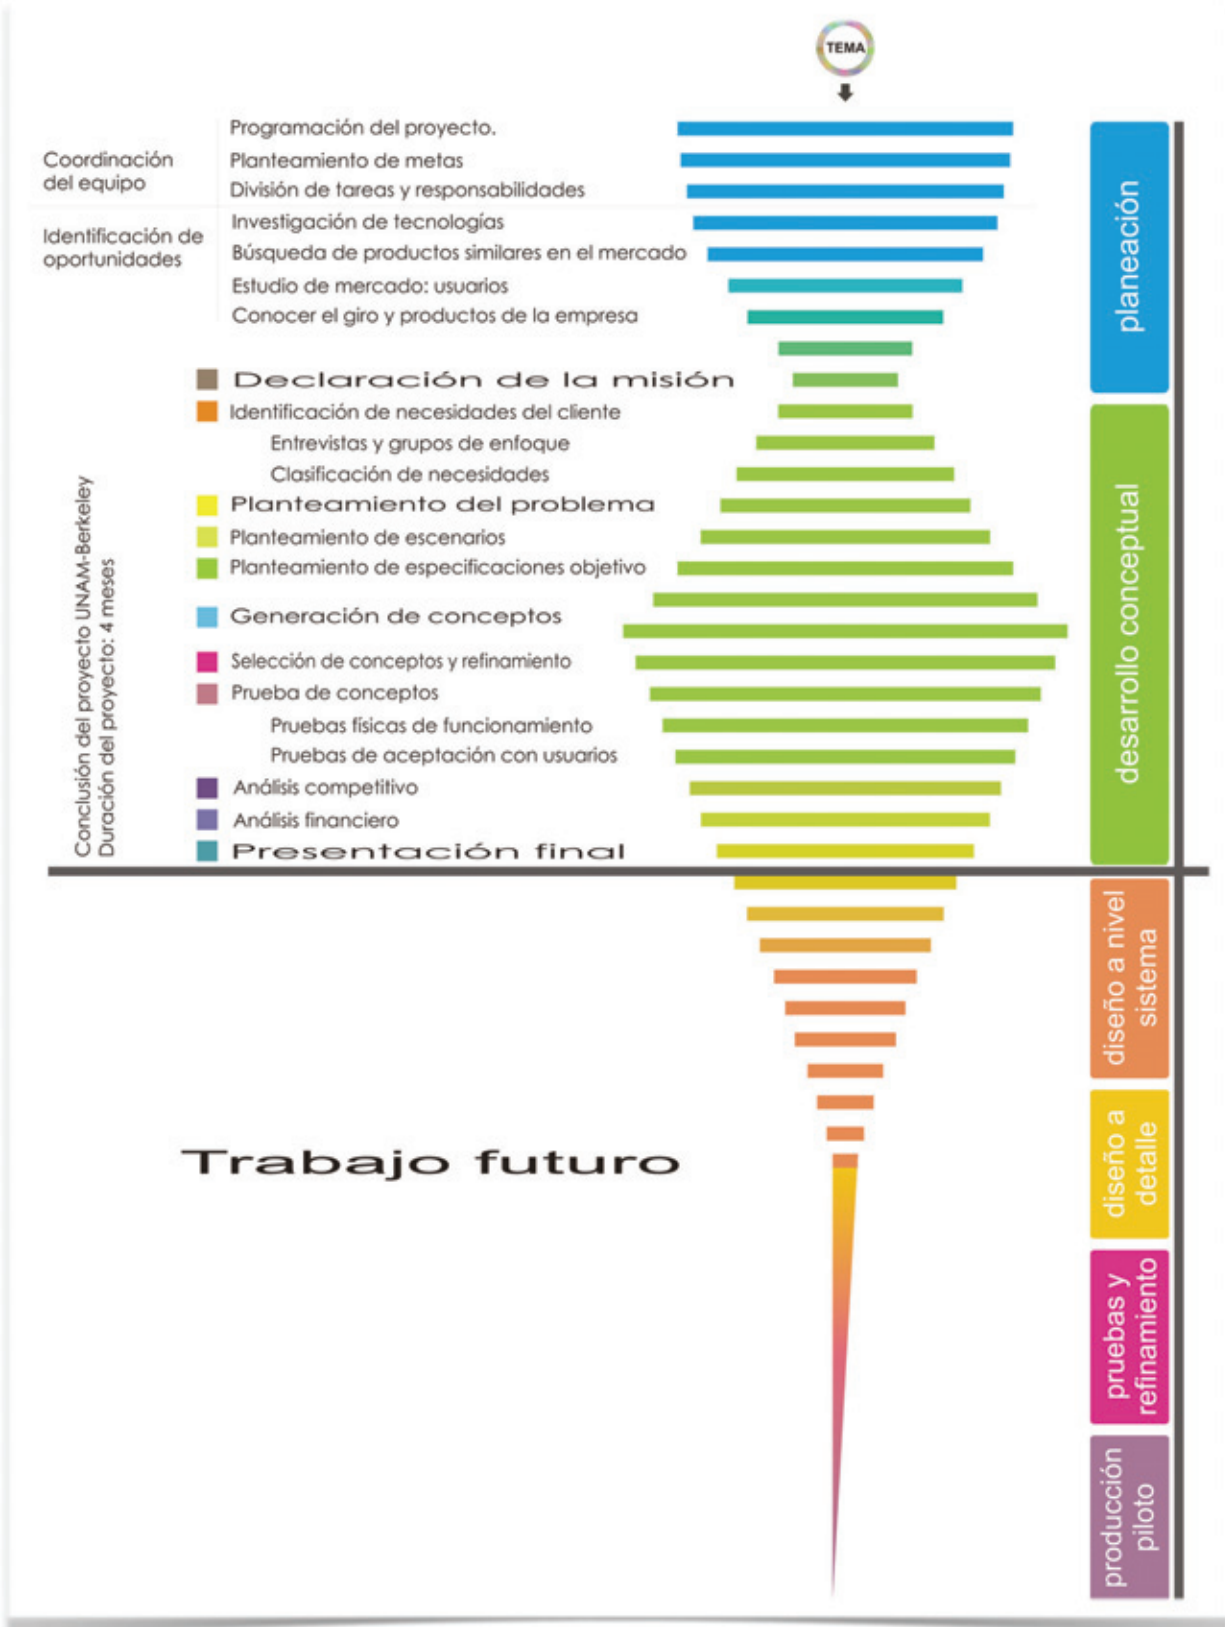 TEMA
Programación del proyecto.
Coordinación
del equipo
Planteamiento de metas
División de tareas y responsabilidades
Identificación de
oportunidades
Investigación de tecnologías
Búsqueda de productos similares en el mercado
Estudio de mercado: usuarios
Conocer el giro y productos de la empresa
Declaración de la misión
Identificación de necesidades del cliente
Entrevistas y grupos de enfoque
Clasificación de necesidades
Planteamiento del problema
Planteamiento de escenarios
Planteamiento de especificaciones objetivo
Generación de conceptos
Selección de conceptos y refinamiento
Prueba de conceptos
Pruebas físicas de funcionamiento
Pruebas de aceptación con usuarios
Análisis competitivo
Análisis financiero
Presentación final
Conclusión del proyecto UNAM-Berkeley
Duración del proyecto: 4 meses
Trabajo futuro
planeación
desarrollo conceptual
diseño a nivel
sistema
diseño a
detalle
pruebas y
refinamiento
producción
piloto